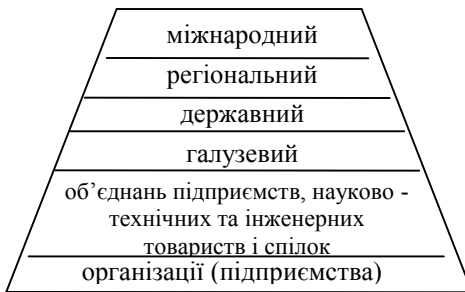 міжнародний
регіональний
державний
галузевий
об’єднань підприємств, науково -
технічних та інженерних
товариств і спілок
організації (підприємства)